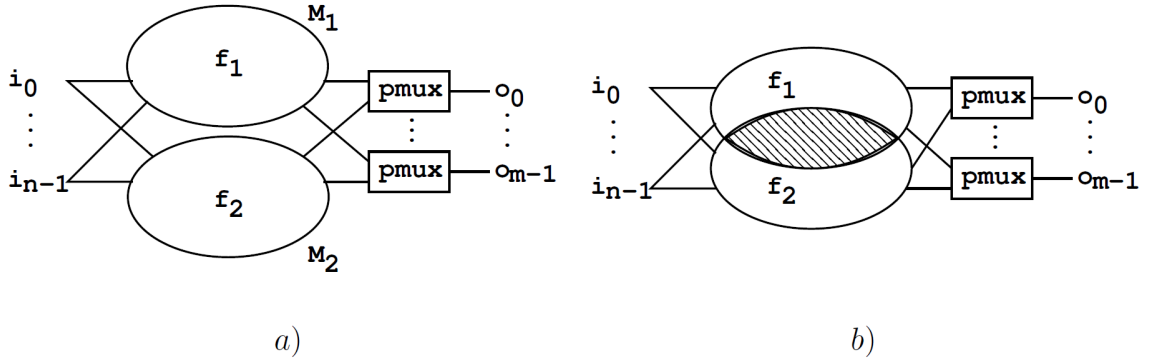 M1
f1
i0
pmux
o0
in-1
pmux
om-1
f2
M2
a)
f1
i0
pmux
o0
in-1
f2
pmux
om-1
b)